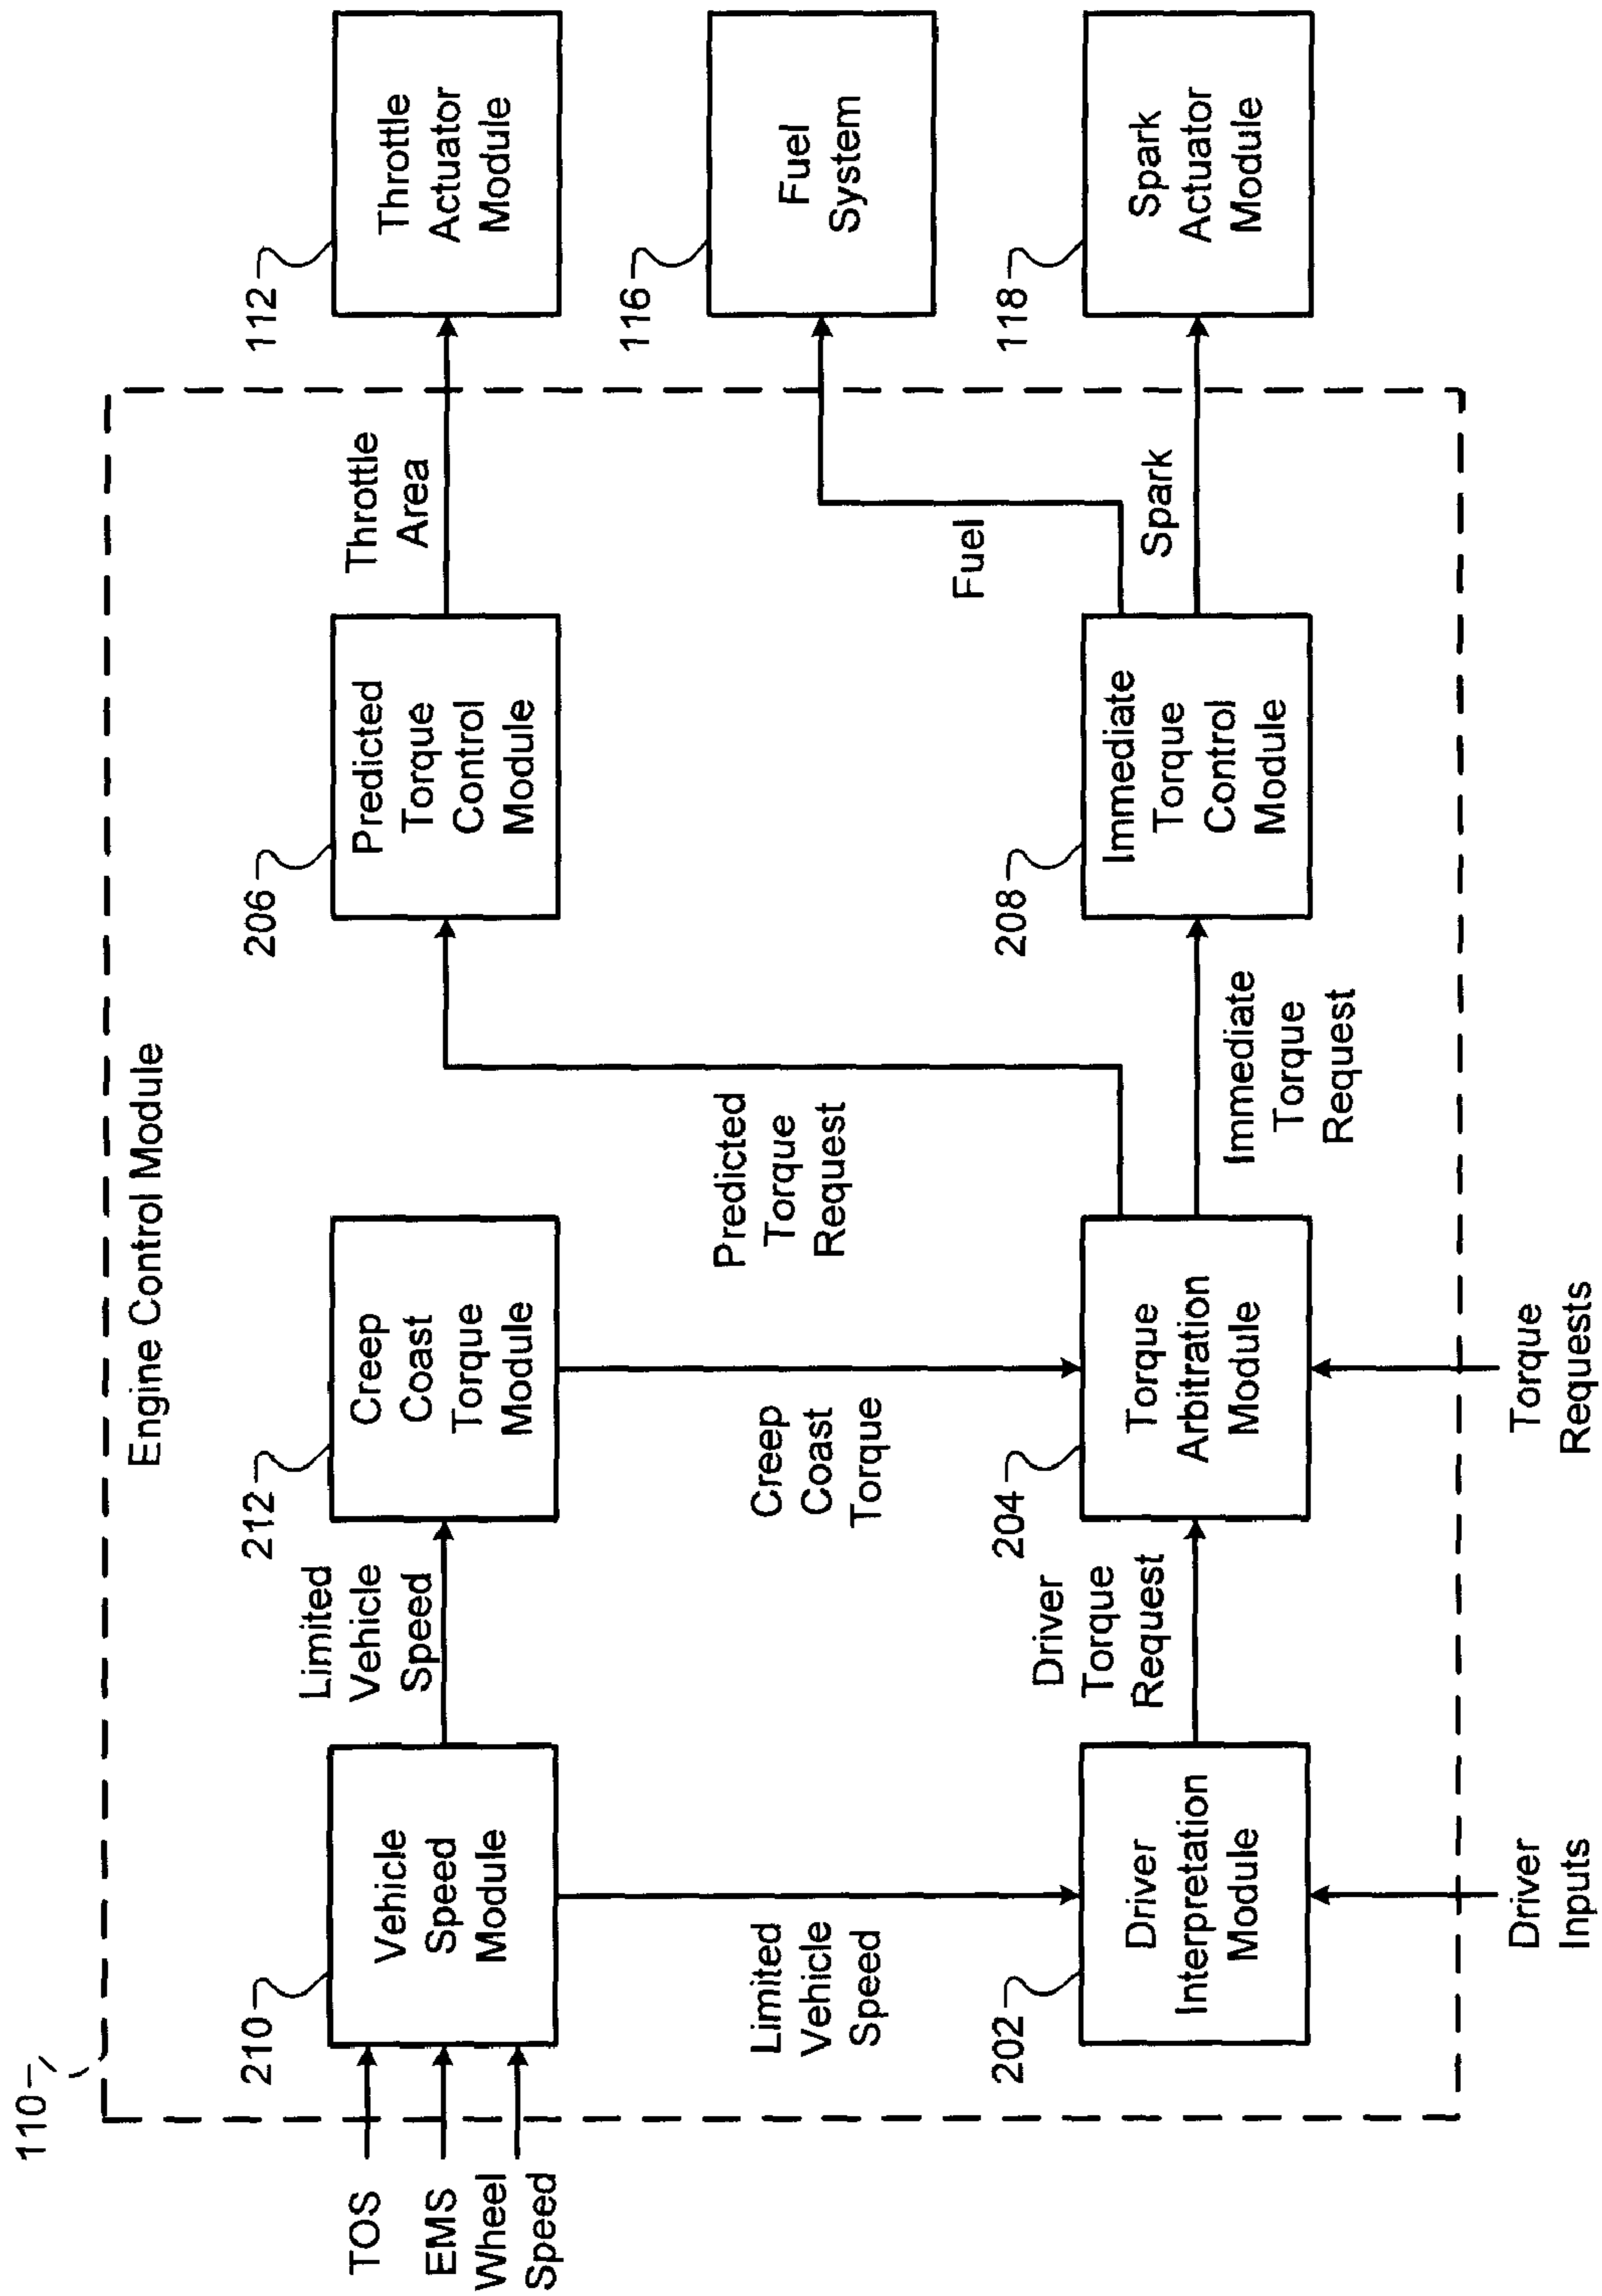 110
Engine Control Module
TOS
EMS
Wheel
Speed
210
Vehicle
Speed
Module
Limited
Vehicle
Speed
212
Creep
Coast
Torque
Module
206
Predicted
Torque
Control
Module
Throttle
Area
112
Throttle
Actuator
Module
Limited
Vehicle
Speed
Creep
Coast
Torque
Predicted
Torque
Request
Fuel
116
Fuel
System
202
Driver
Interpretation
Module
Driver
Torque
Request
204
Torque
Arbitration
Module
Immediate
Torque
Request
208
Immediate
Torque
Control
Module
Spark
118
Spark
Actuator
Module
Driver
Inputs
Torque
Requests